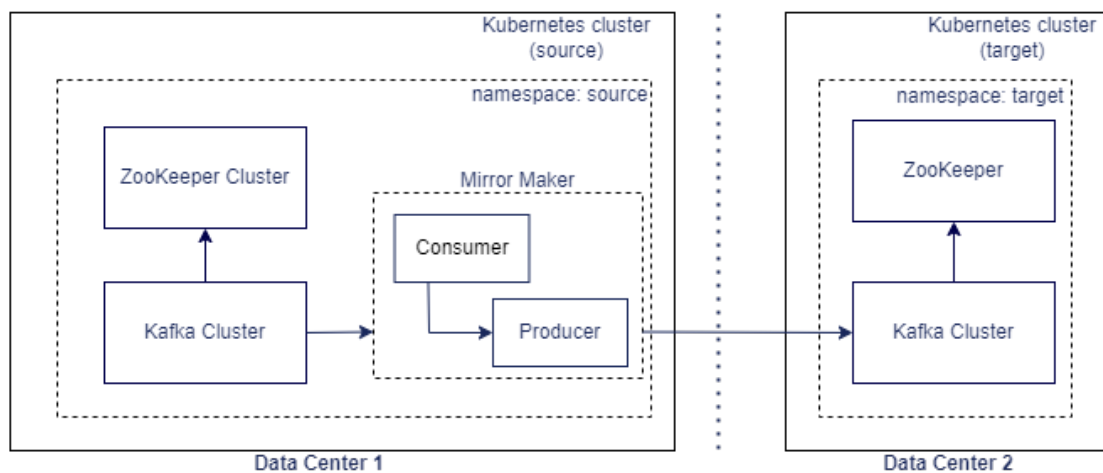 Kubernetes cluster
(source)
namespace: source
ZooKeeper Cluster
Mirror Maker
Consumer
Kafka Cluster
Producer
Data Center 1
Kubernetes cluster
(target)
namespace: target
ZooKeeper
Kafka Cluster
Data Center 2